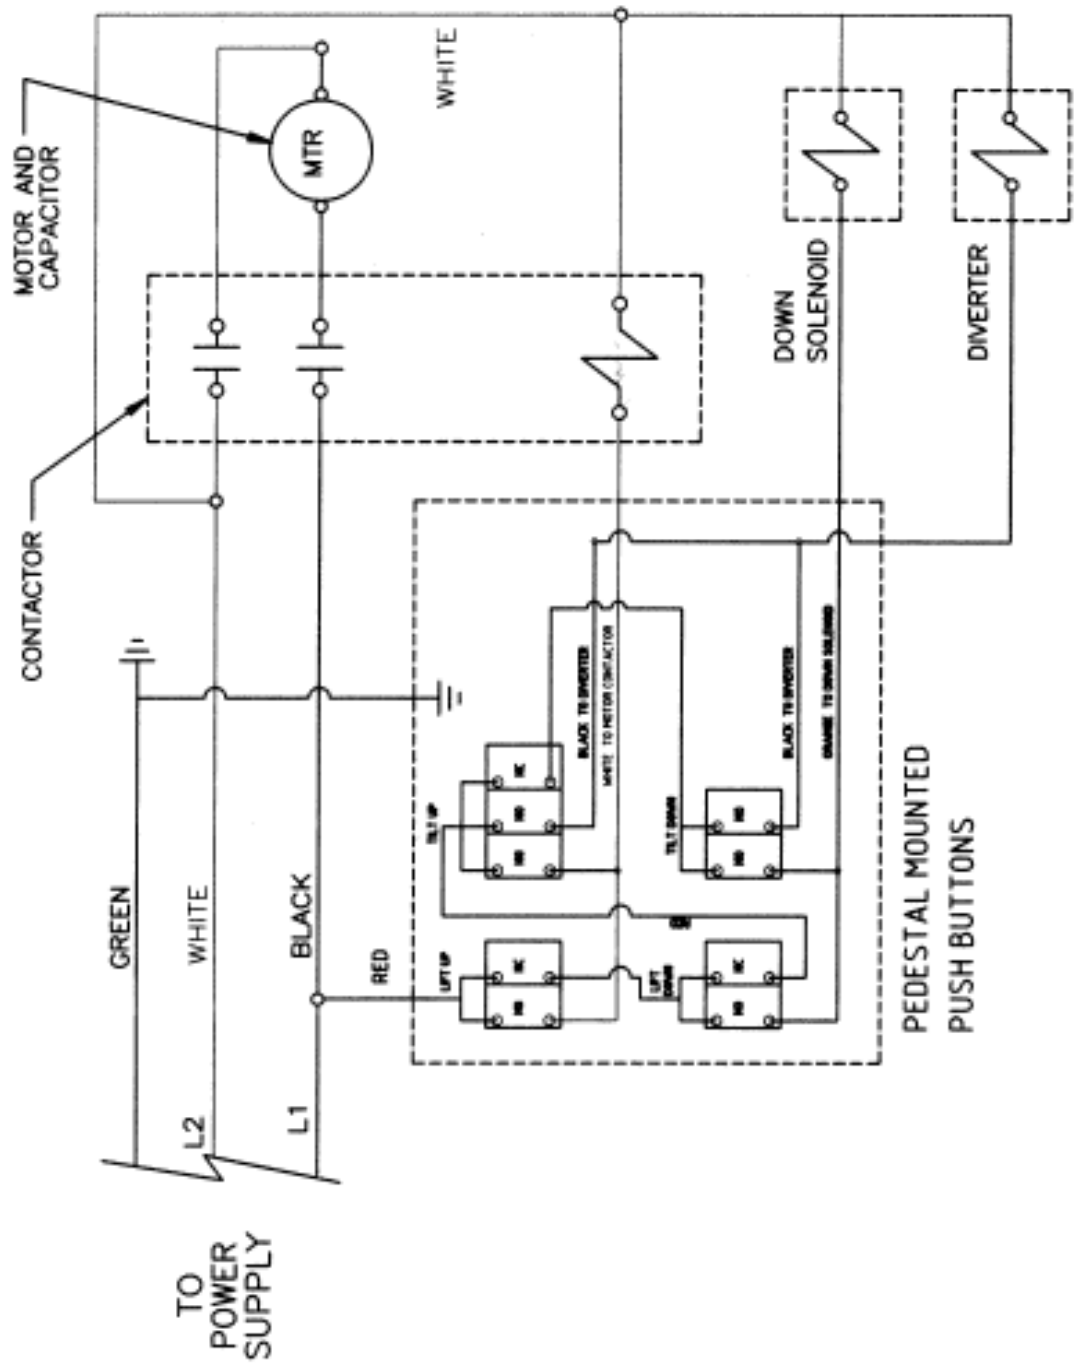 MOTOR AND
CAPACITOR
MTR
WHITE
CONTACTOR
DOWN
SOLENOID
DIVERTER
GREEN
WHITE
BLACK
RED
L2
L1
TO
POWER
SUPPLY
LIFT UP
NO
NC
TILT UP
NO
NO
NC
BLACK TO DIVERTER
WHITE TO MOTOR CONTACTOR
LIFT
DOWN
NO
NC
TILT DOWN
NO
NO
BLACK TO DIVERTER
ORANGE TO DOWN SOLENOID
PEDESTAL MOUNTED
PUSH BUTTONS